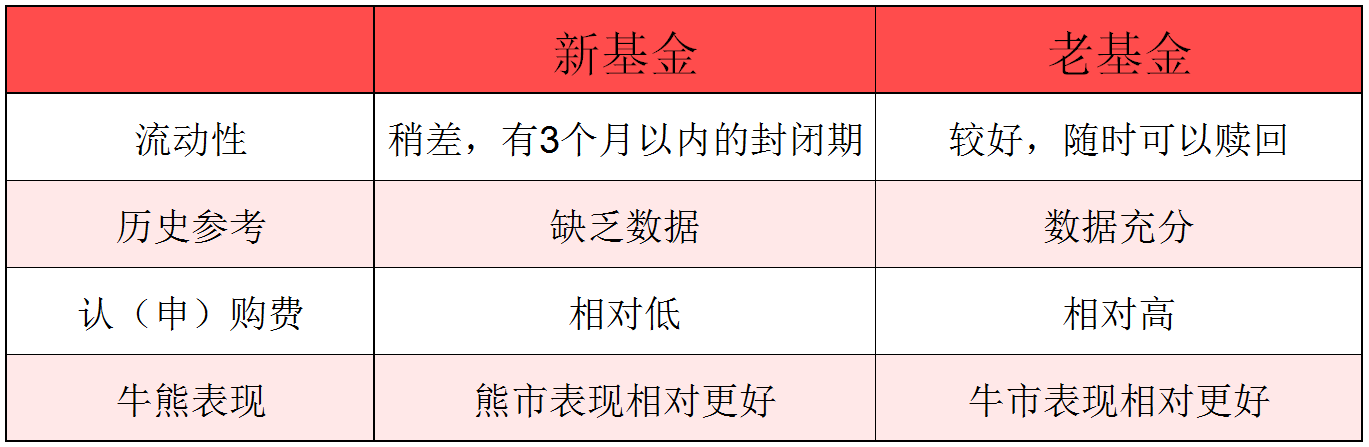 新基金 老基金
流动性 稍差，有3个月以内的封闭期 较好，随时可以赎回
历史参考 缺乏数据 数据充分
认（申）购费 相对低 相对高
牛熊表现 熊市表现相对更好 牛市表现相对更好